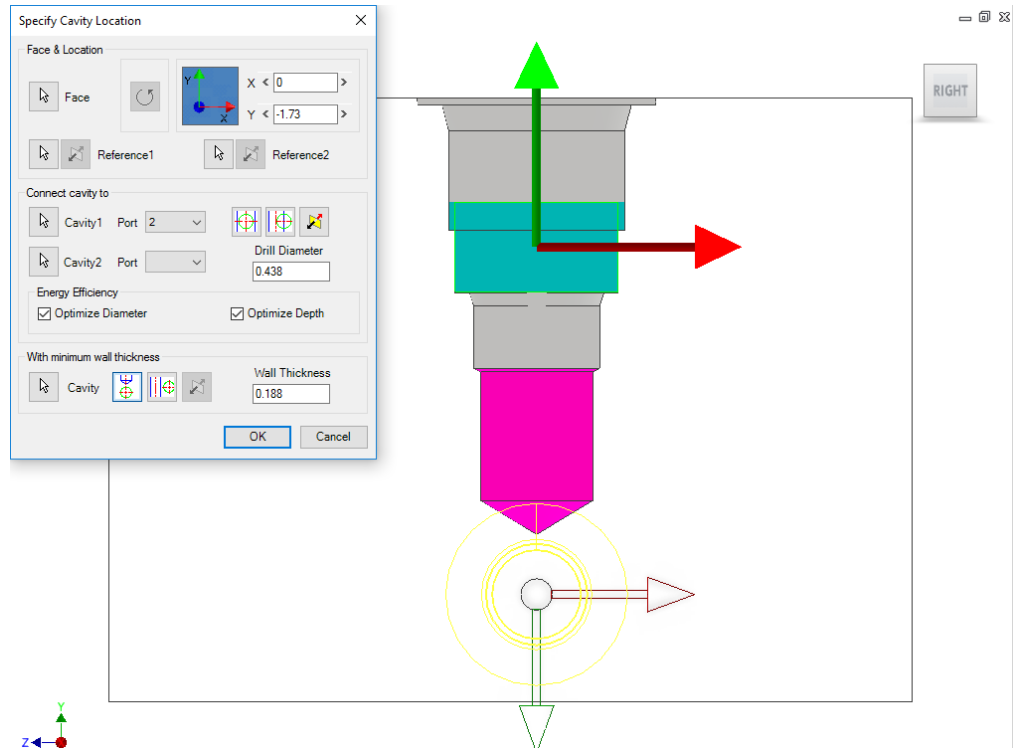 Specify Cavity Location
Face & Location
Face
Y
X
X < 0 >
Y < -1.73 >
Reference1
Reference2
Connect cavity to
Cavity1 Port 2
Cavity2 Port
Drill Diameter
0.438
Energy Efficiency
Optimize Diameter
Optimize Depth
With minimum wall thickness
Cavity
Wall Thickness
0.188
OK
Cancel
RIGHT
Y
Z